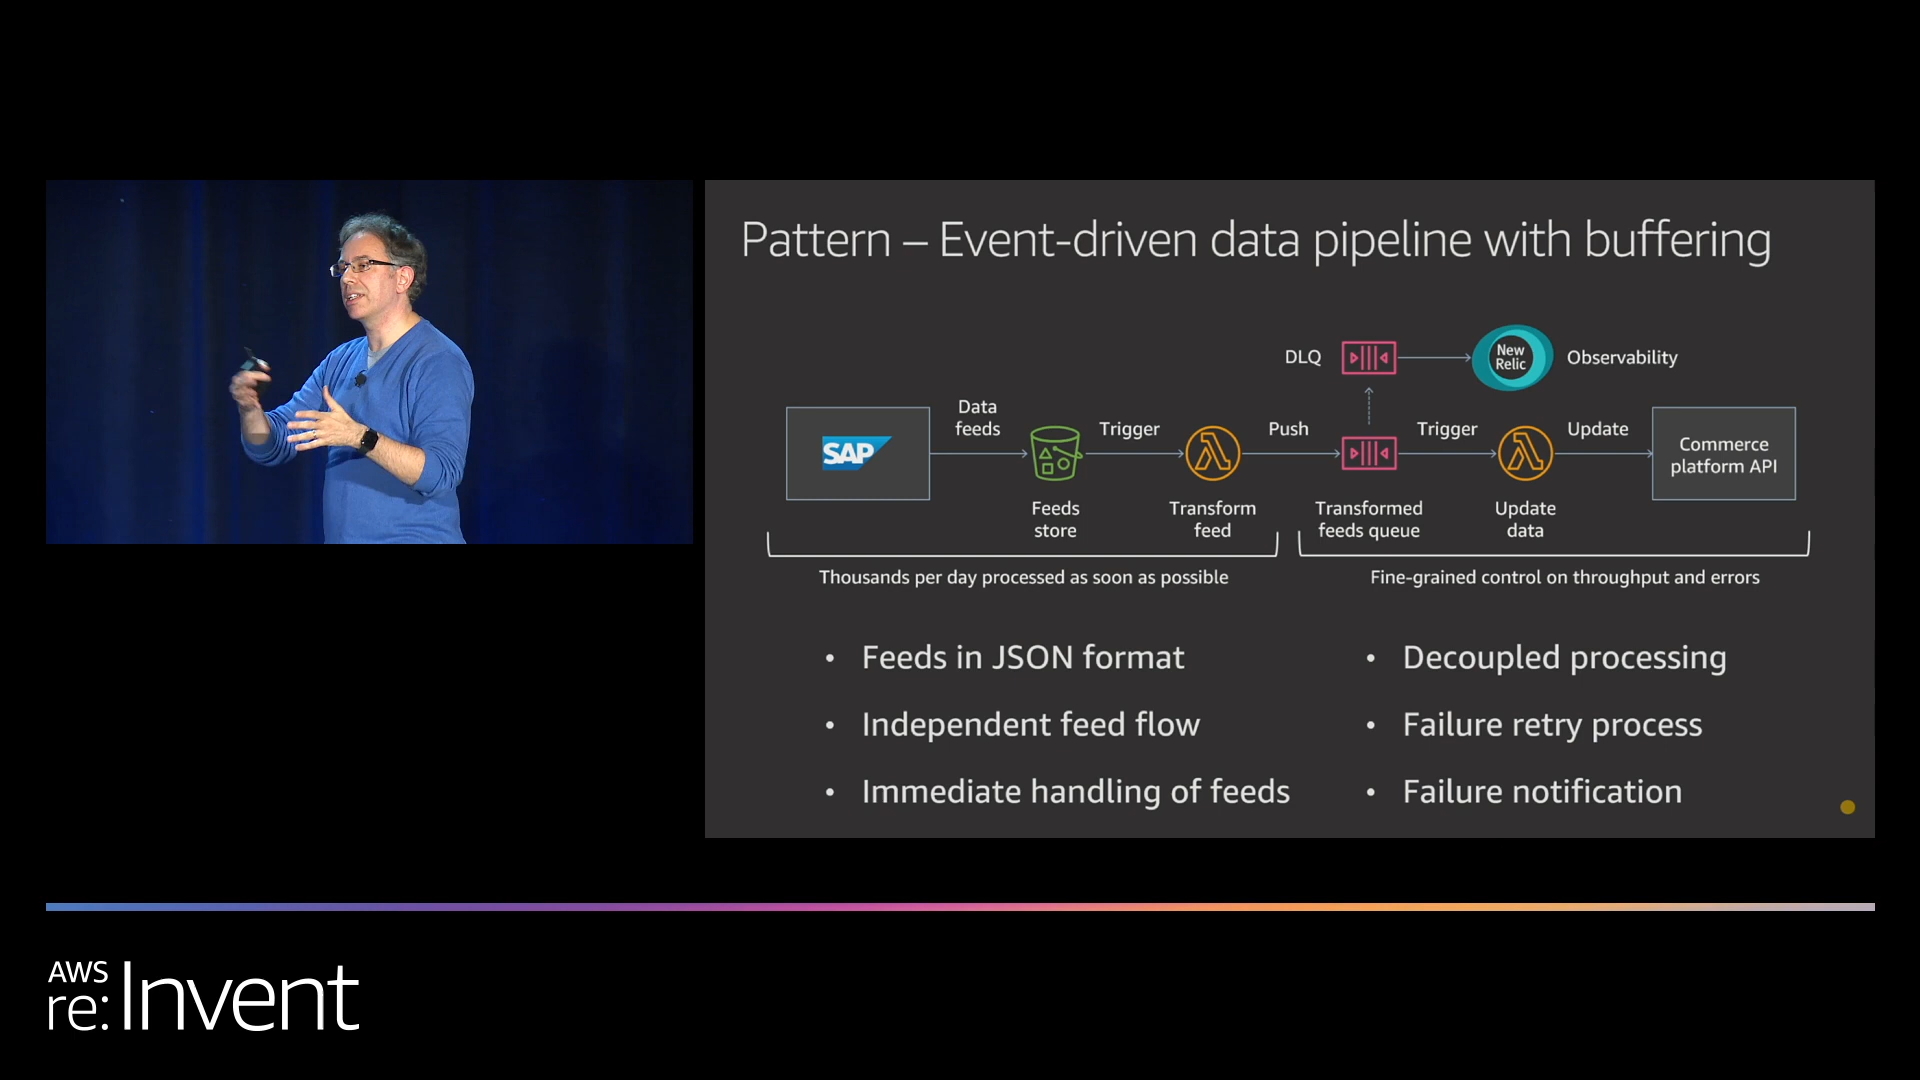 Pattern – Event-driven data pipeline with buffering
DLQ
New
Relic
Observability
SAP
Data
feeds
Trigger
Push
Trigger
Update
Commerce
platform API
Feeds
store
Transform
feed
Transformed
feeds queue
Update
data
Thousands per day processed as soon as possible
Fine-grained control on throughput and errors
• Feeds in JSON format
• Independent feed flow
• Immediate handling of feeds
• Decoupled processing
• Failure retry process
• Failure notification
AWS
re:Invent